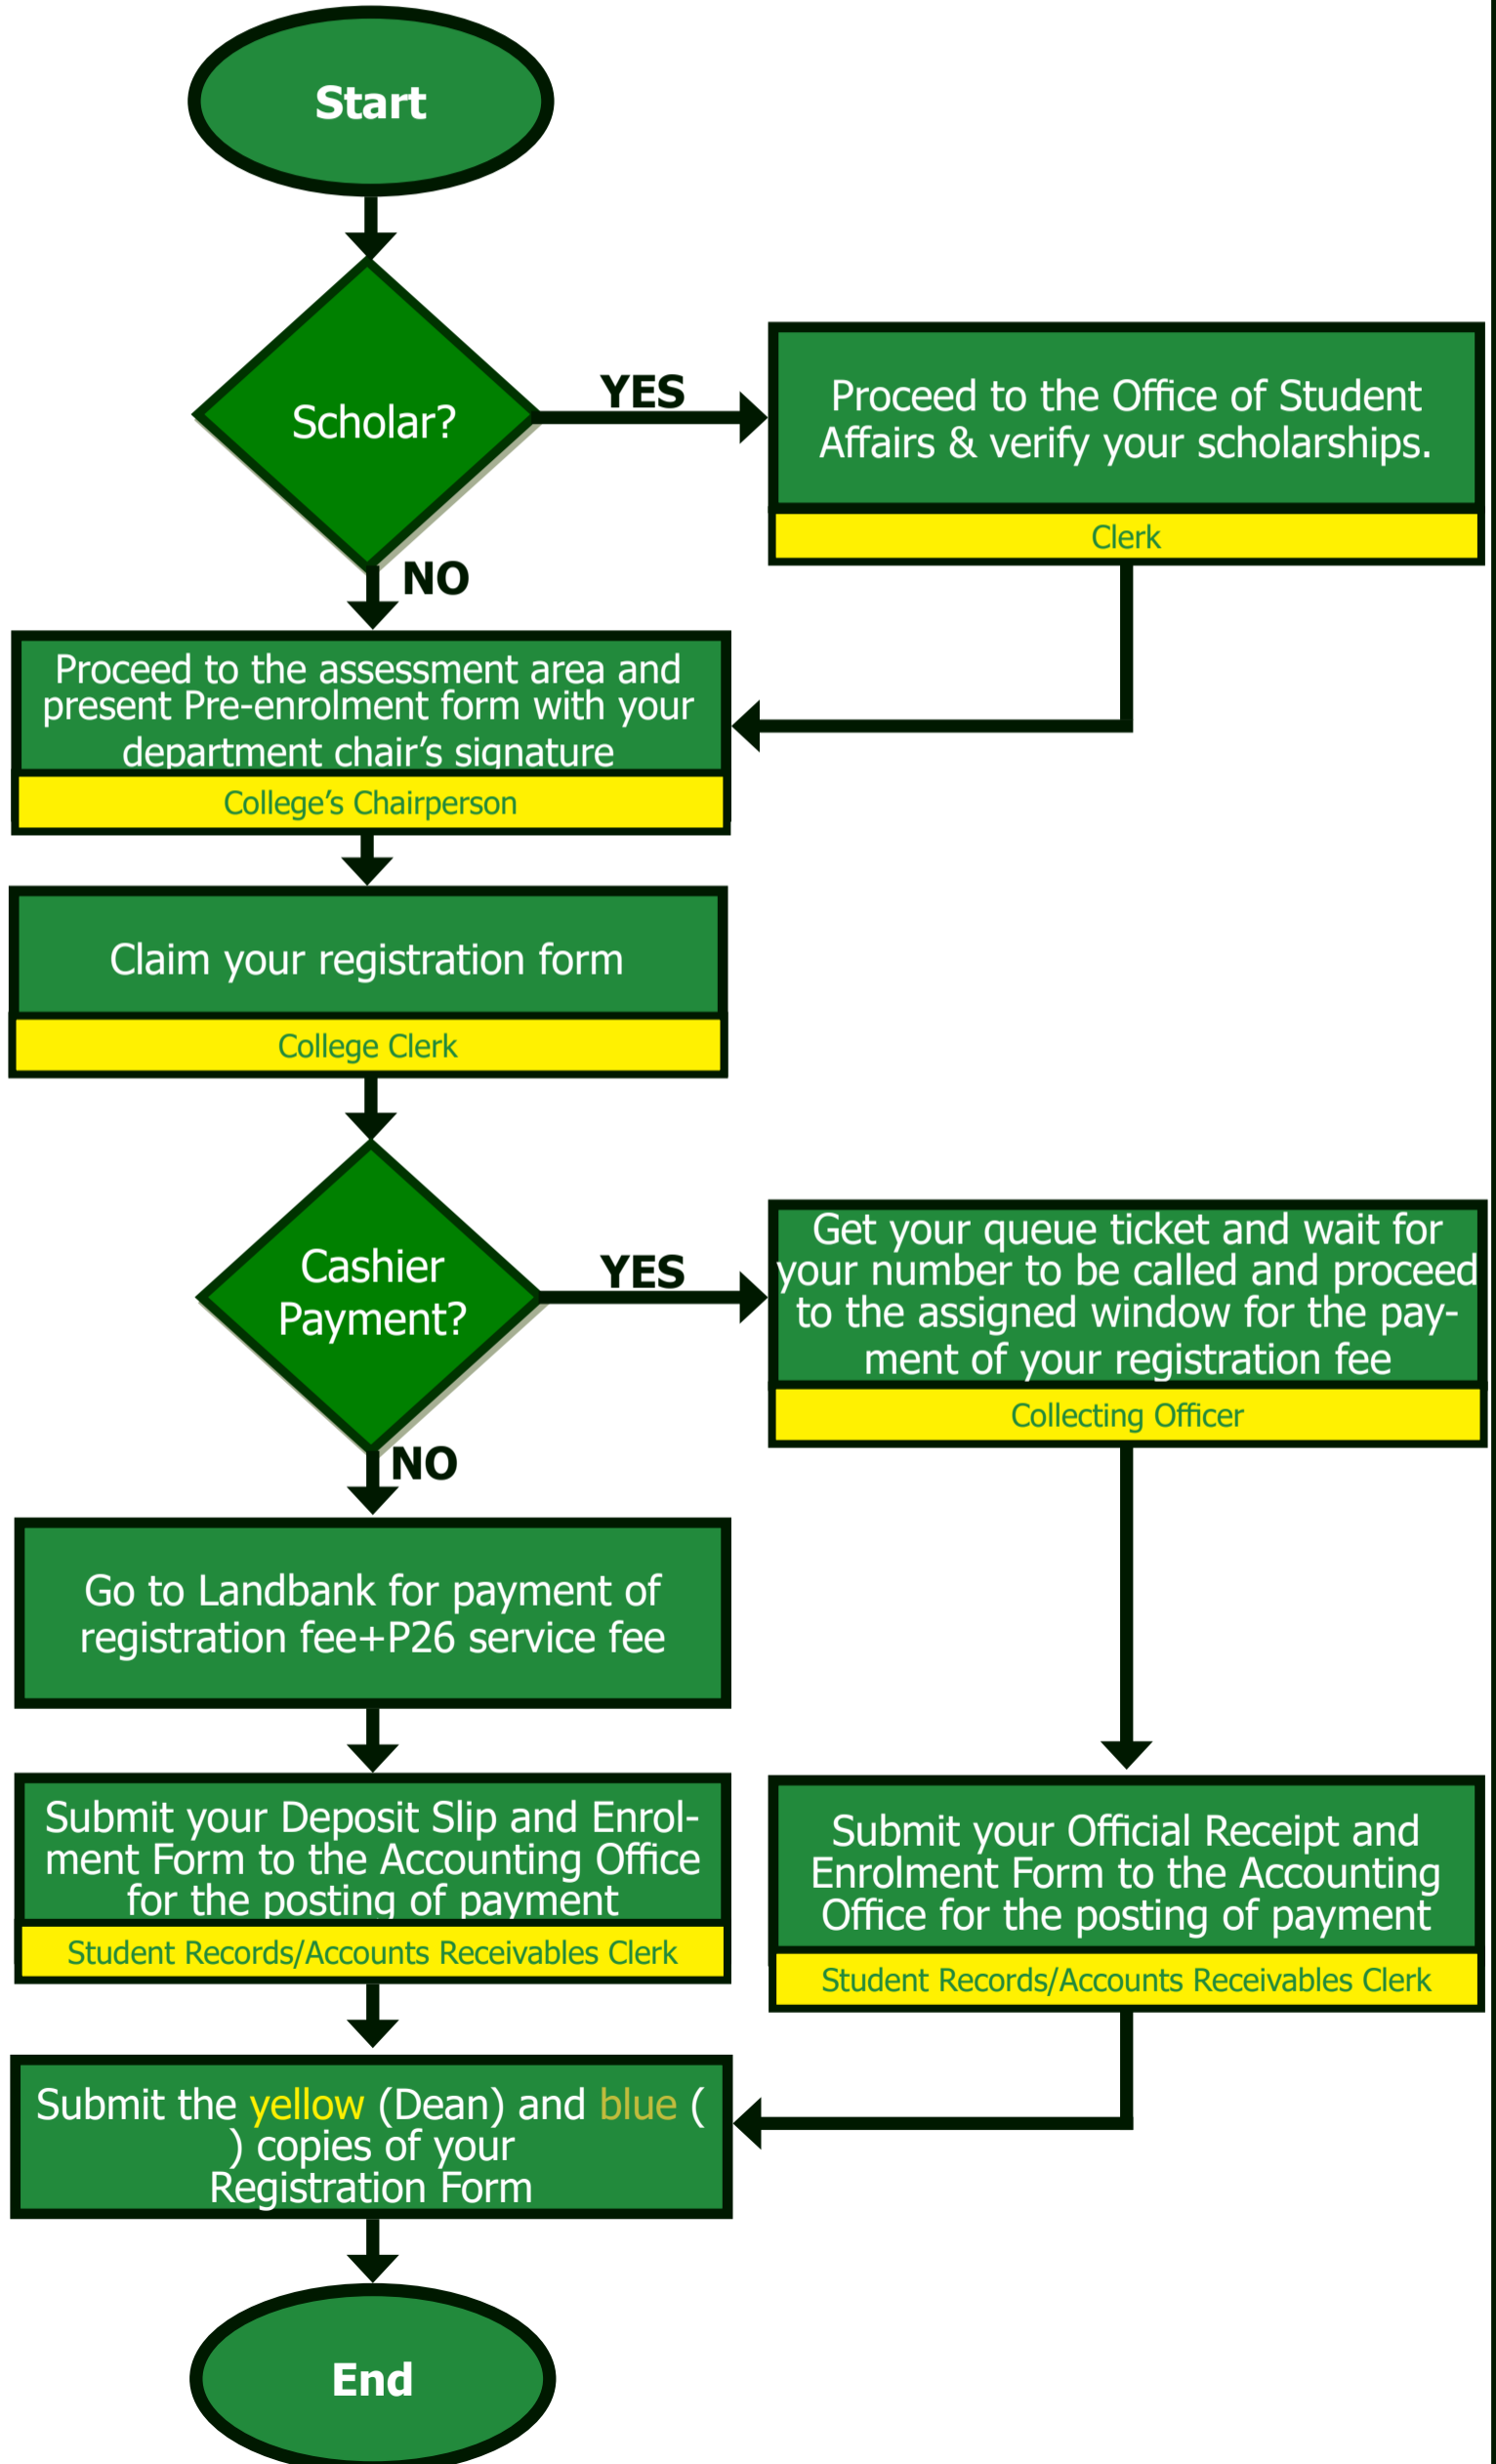 Start
Scholar?
YES
Proceed to the Office of Student
Affairs & verify your scholarships.
Clerk
NO
Proceed to the assessment area and
present Pre-enrolment form with your
department chair’s signature
College’s Chairperson
Claim your registration form
College Clerk
Cashier
Payment?
YES
Get your queue ticket and wait for
your number to be called and proceed
to the assigned window for the pay-
ment of your registration fee
Collecting Officer
NO
Go to Landbank for payment of
registration fee+P26 service fee
Submit your Deposit Slip and Enrol-
ment Form to the Accounting Office
for the posting of payment
Student Records/Accounts Receivables Clerk
Submit your Official Receipt and
Enrolment Form to the Accounting
Office for the posting of payment
Student Records/Accounts Receivables Clerk
Submit the yellow (Dean) and blue (
) copies of your
Registration Form
End